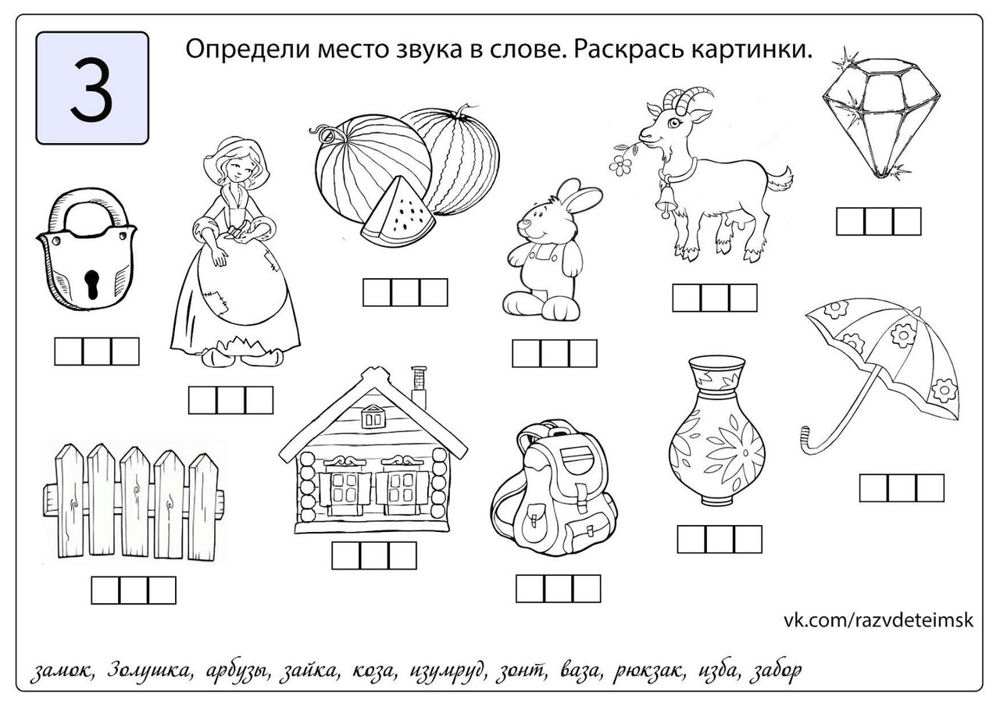 З
Определи место звука в слове. Раскрась картинки.
vk.com/razvdeteimsk
замок, Золушка, арбузы, зайка, коза, изумруд, зонт, ваза, рюкзак, изба, забор